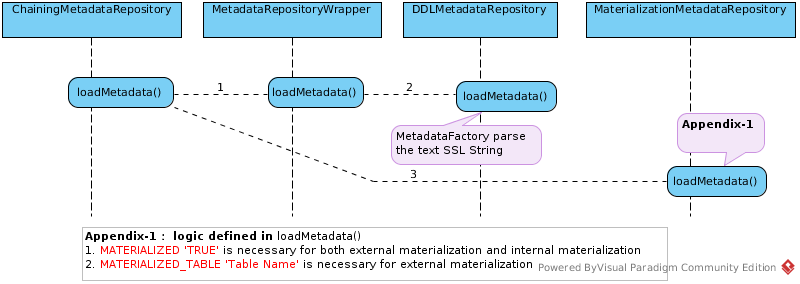 ChainingMetadataRepository
MetadataRepositoryWrapper
DDLMetadataRepository
MaterializationMetadataRepository
loadMetadata()
1
loadMetadata()
2
loadMetadata()
MetadataFactory parse
the text SSL String
Appendix-1
3
loadMetadata()
Appendix-1 : logic defined in loadMetadata()
1. MATERIALIZED 'TRUE' is necessary for both external materialization and internal materialization
2. MATERIALIZED_TABLE 'Table Name' is necessary for external materialization
Powered ByVisual Paradigm Community Edition